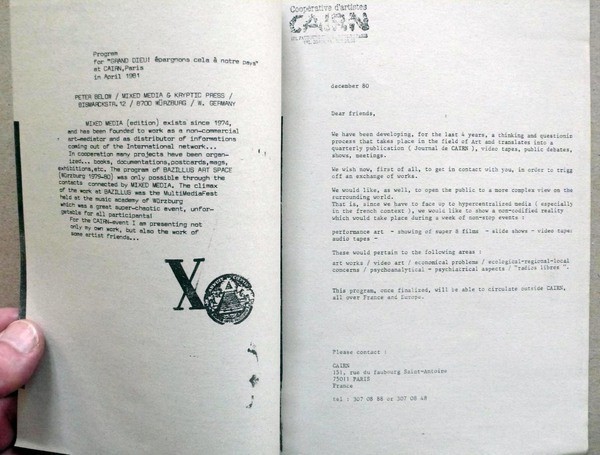 Program
for "GRAND DIEU! épargnons cela à notre pays"
at CAIRN,Paris
in April 1981
PETER BELOW / MIXED MEDIA & KRYPTIC PRESS /
BISMARCKSTR.12 / 8700 WÜRZBURG / W. GERMANY
MIXED MEDIA (edition) exists since 1974,
and has been founded to work as a non-commercial
art-mediator and as distributor of informations
coming out of the International network...
In cooperation many projects have been organ-
ized... books, documentations,postcards,mags,
exhibitions,etc. The program of BAZILLUS ART SPACE
(Würzburg 1979-80) was only possible through the
contacts connected by MIXED MEDIA. The climax
of the work at BAZILLUS was the MultiMediaFest
held at the music academy of Würzburg
which was a great super-chaotic event, unfor-
getable for all participants!
For the CAIRN-event I am presenting not
only my own work, but also the work of
some artist friends...
X
Coopérative d'artistes
CAIRN
december 80
Dear friends,
We have been developing, for the last 4 years, a thinking and questionin
process that takes place in the field of Art and translates into a
quarterly publication ( Journal de CAIRN ), video tapes, public debates,
shows, meetings.
We wish now, first of all, to get in contact with you, in order to trigg
off an exchange of works.
We would like, as well, to open the public to a more complex view on the
surrounding world.
That is, since we have to face up to hypercentralized media ( especially
in the french context ), we would like to show a non-codified reality
which would take place during a week of non-stop events :
performance art - showing of super 8 films - slide shows - video tapes
audio tapes -
These would pertain to the following areas :
art works / video art / economical problems / ecological-regional-local
concerns / psychoanalytical - psychiatrical aspects / "radios libres ".
This program, once finalized, will be able to circulate outside CAIRN,
all over France and Europe.
Please contact :
CAIRN
151, rue du faubourg Saint-Antoine
75011 PARIS
France
tel : 307 08 88 or 307 08 48